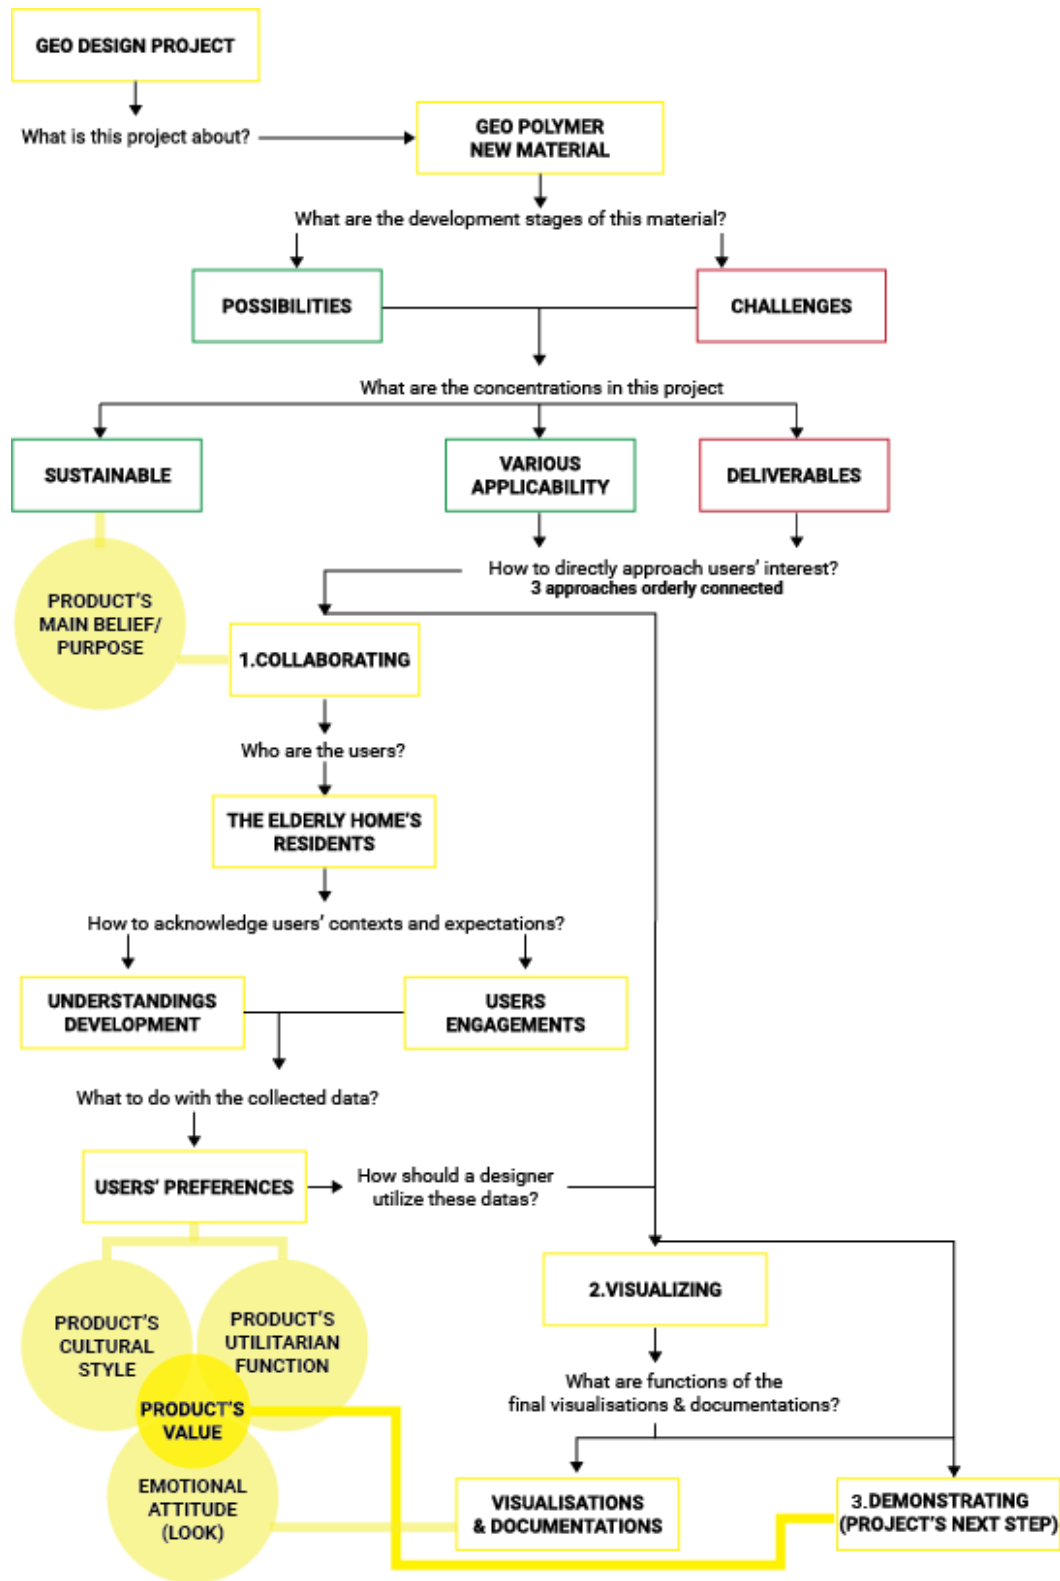 GEO DESIGN PROJECT
What is this project about?
GEO POLYMER
NEW MATERIAL
What are the development stages of this material?
POSSIBILITIES
CHALLENGES
What are the concentrations in this project
SUSTAINABLE
VARIOUS
APPLICABILITY
DELIVERABLES
How to directly approach users' interest?
3 approaches orderly connected
PRODUCT'S
MAIN BELIEF/
PURPOSE
1.COLLABORATING
Who are the users?
THE ELDERLY HOME'S
RESIDENTS
How to acknowledge users' contexts and expectations?
UNDERSTANDINGS
DEVELOPMENT
USERS
ENGAGEMENTS
What to do with the collected data?
USERS' PREFERENCES
How should a designer
utilize these datas?
PRODUCT'S
CULTURAL
STYLE
PRODUCT'S
UTILITARIAN
FUNCTION
PRODUCT'S
VALUE
EMOTIONAL
ATTITUDE
(LOOK)
2.VISUALIZING
What are functions of the
final visualisations & documentations?
VISUALISATIONS
& DOCUMENTATIONS
3.DEMONSTRATING
(PROJECT'S NEXT STEP)